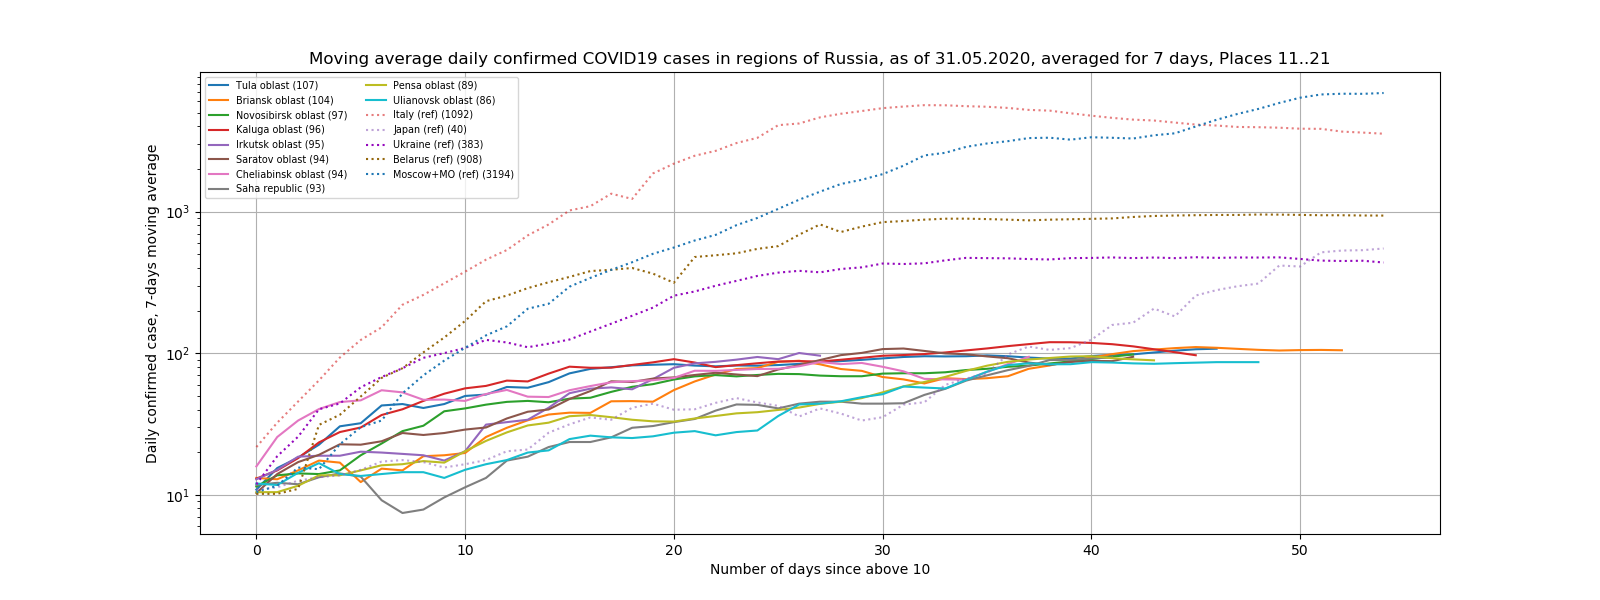 Moving average daily confirmed COVID19 cases in regions of Russia, as of 31.05.2020, averaged for 7 days, Places 11..21
Tula oblast (107)
Briansk oblast (104)
Novosibirsk oblast (97)
Kaluga oblast (96)
Irkutsk oblast (95)
Saratov oblast (94)
Cheliabinsk oblast (94)
Saha republic (93)
Pensa oblast (89)
Ulianovsk oblast (86)
Italy (ref) (1092)
Japan (ref) (40)
Ukraine (ref) (383)
Belarus (ref) (908)
Moscow+MO (ref) (3194)
Daily confirmed case, 7-days moving average
10³
10²
10¹
0 10 20 30 40 50
Number of days since above 10